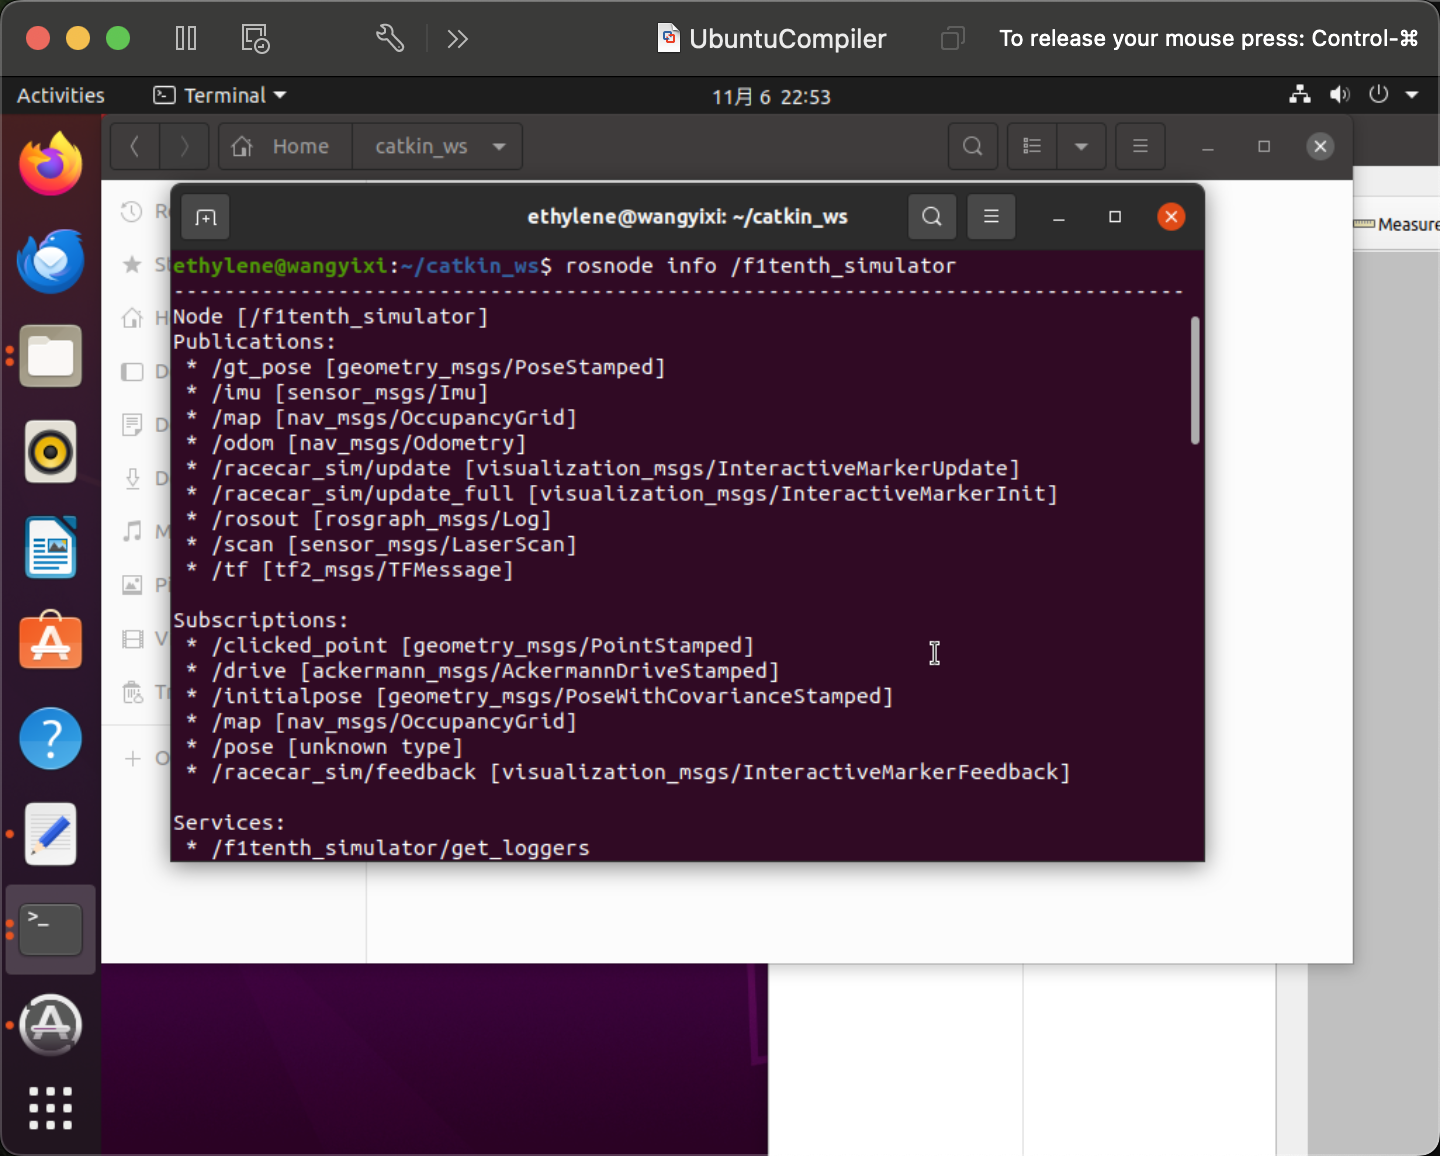 UbuntuCompiler
To release your mouse press: Control-⌘
Activities
Terminal
11月 6 22:53
Home
catkin_ws
Measure
ethylene@wangyixi: ~/catkin_ws
ethylene@wangyixi:~/catkin_ws$ rosnode info /f1tenth_simulator
--------------------------------------------------------------------------------
Node [/f1tenth_simulator]
Publications:
* /gt_pose [geometry_msgs/PoseStamped]
* /imu [sensor_msgs/Imu]
* /map [nav_msgs/OccupancyGrid]
* /odom [nav_msgs/Odometry]
* /racecar_sim/update [visualization_msgs/InteractiveMarkerUpdate]
* /racecar_sim/update_full [visualization_msgs/InteractiveMarkerInit]
* /rosout [rosgraph_msgs/Log]
* /scan [sensor_msgs/LaserScan]
* /tf [tf2_msgs/TFMessage]
Subscriptions:
* /clicked_point [geometry_msgs/PointStamped]
* /drive [ackermann_msgs/AckermannDriveStamped]
* /initialpose [geometry_msgs/PoseWithCovarianceStamped]
* /map [nav_msgs/OccupancyGrid]
* /pose [unknown type]
* /racecar_sim/feedback [visualization_msgs/InteractiveMarkerFeedback]
Services:
* /f1tenth_simulator/get_loggers